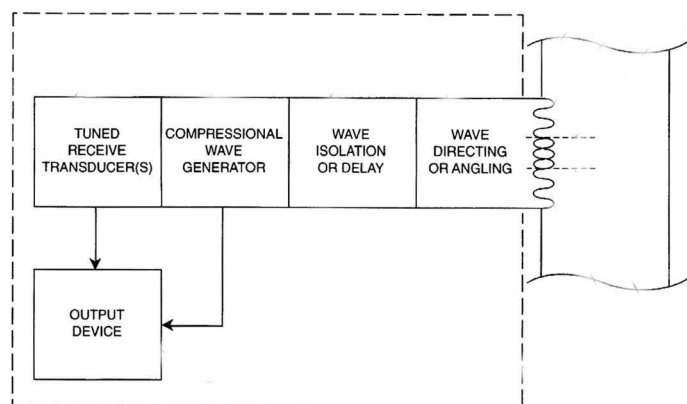 TUNED
RECEIVE
TRANSDUCER(S)
COMPRESSIONAL
WAVE
GENERATOR
WAVE
ISOLATION
OR DELAY
WAVE
DIRECTING
OR ANGLING
OUTPUT
DEVICE